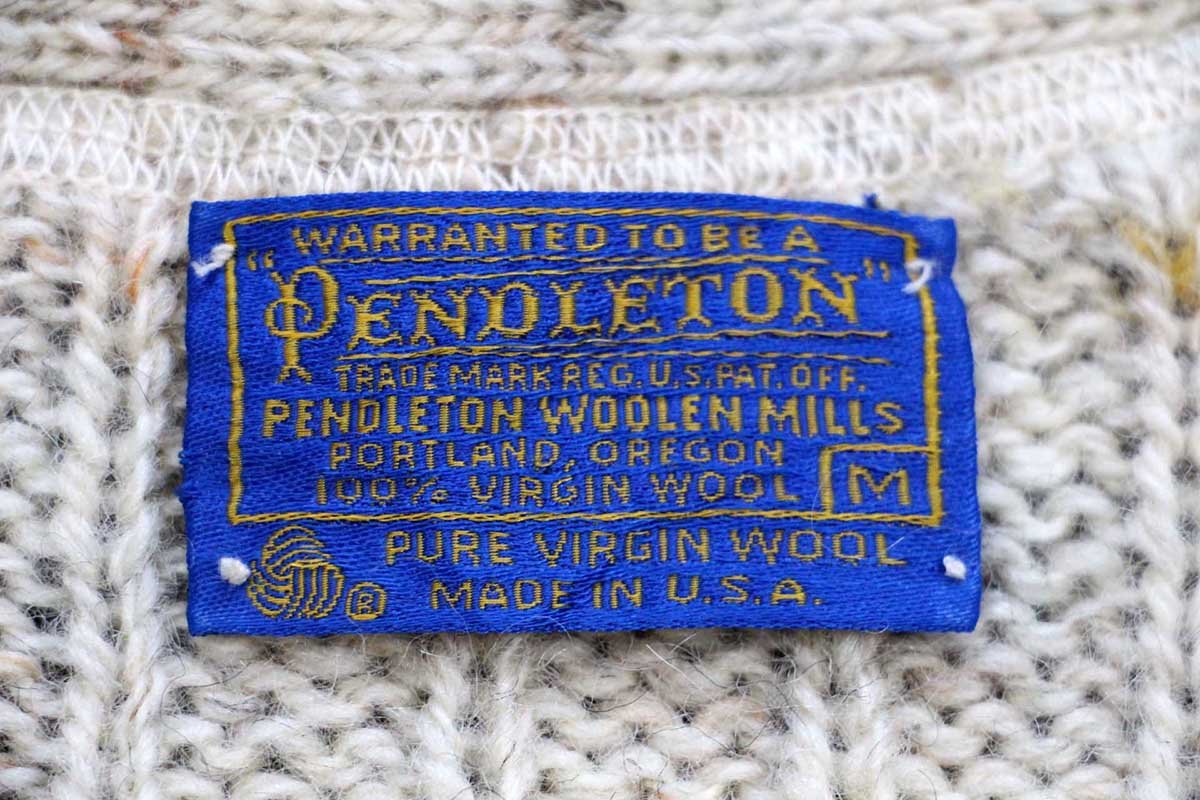 WARRANTED TO BE A
"PENDLETON"
TRADE MARK REG. U.S. PAT. OFF.
PENDLETON WOOLEN MILLS
PORTLAND, OREGON
100% VIRGIN WOOL M
PURE VIRGIN WOOL
® MADE IN U.S.A.